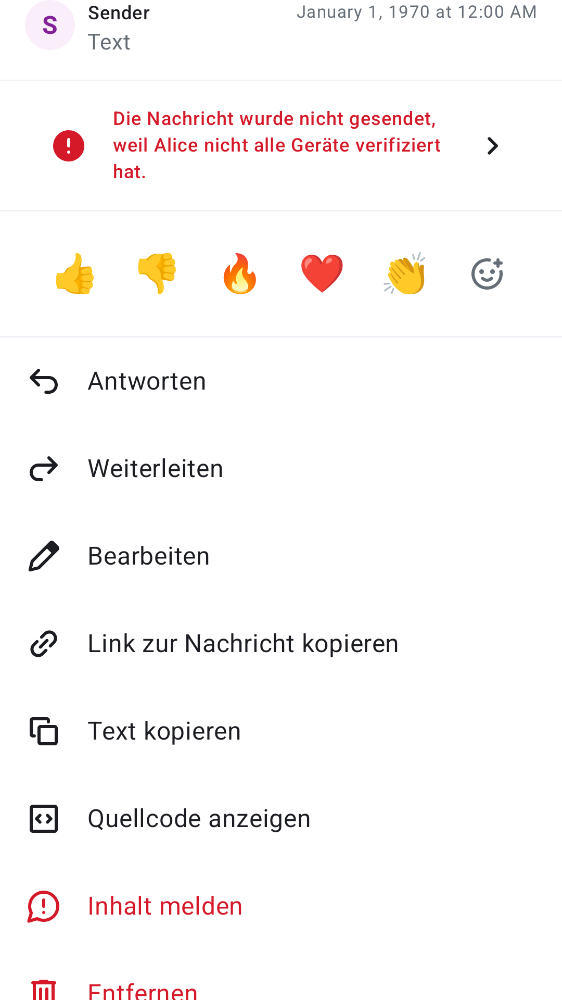 S
Sender
January 1, 1970 at 12:00 AM
Text
Die Nachricht wurde nicht gesendet,
weil Alice nicht alle Geräte verifiziert
hat.
Antworten
Weiterleiten
Bearbeiten
Link zur Nachricht kopieren
Text kopieren
Quellcode anzeigen
Inhalt melden
Entfernen